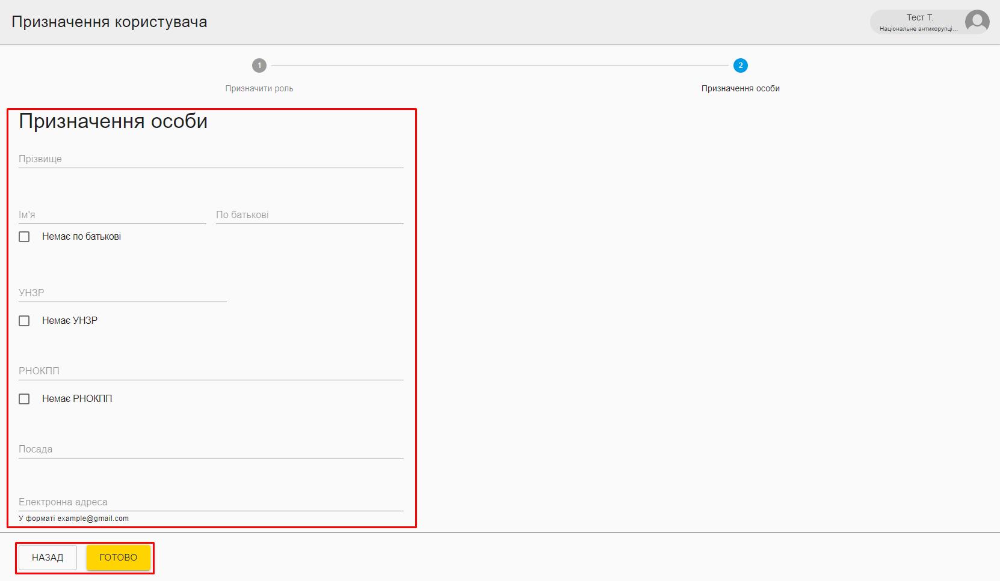 Призначення користувача
Тест Т.
Національне антикорупці...
1
2
Призначити роль
Призначення особи
Призначення особи
Прізвище
Ім'я
По батькові
Немає по батькові
УНЗР
Немає УНЗР
РНОКПП
Немає РНОКПП
Посада
Електронна адреса
У форматі example@gmail.com
НАЗАД
ГОТОВО